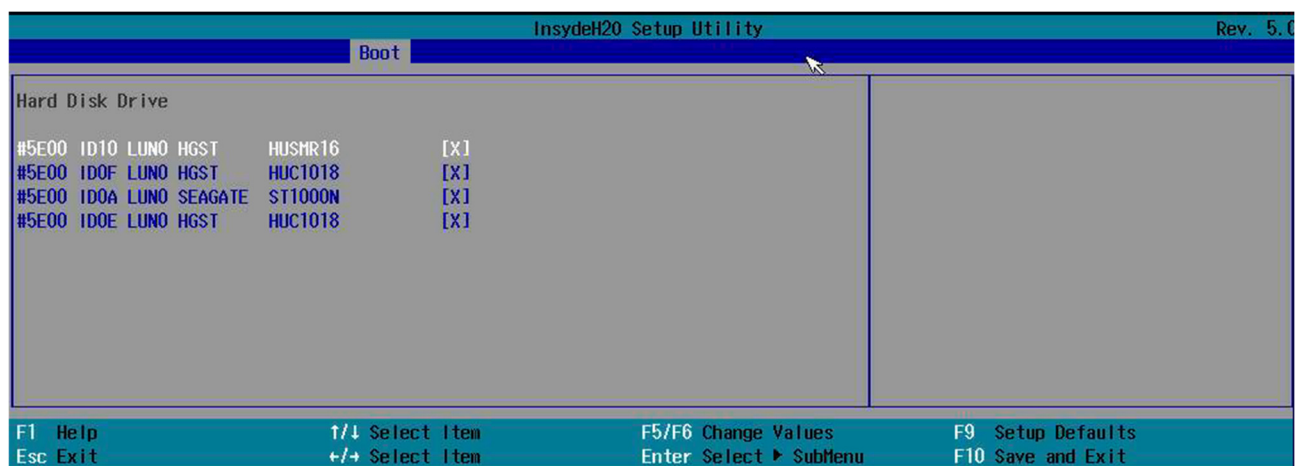 InsydeH20 Setup Utility Rev. 5.0
Boot
Hard Disk Drive
#5E00 ID10 LUN0 HGST HUSMR16 [X]
#5E00 ID0F LUN0 HGST HUC1018 [X]
#5E00 ID0A LUN0 SEAGATE ST1000N [X]
#5E00 ID0E LUN0 HGST HUC1018 [X]
F1 Help ↑/↓ Select Item F5/F6 Change Values F9 Setup Defaults
Esc Exit ←/→ Select Item Enter Select ▶ SubMenu F10 Save and Exit